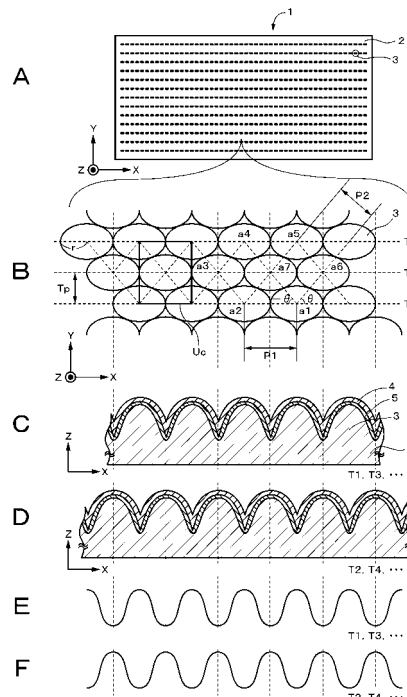 1
2
3
A
Y
Z
X
P2
3
a4
a5
T
r
B
a3
a7
a6
T
Tp
θ
θ
a2
a1
T
Uc
P1
Y
Z
X
4
5
C
3
Z
X
T1, T3, ···
D
Z
X
T2, T4, ···
E
T1, T3, ···
F